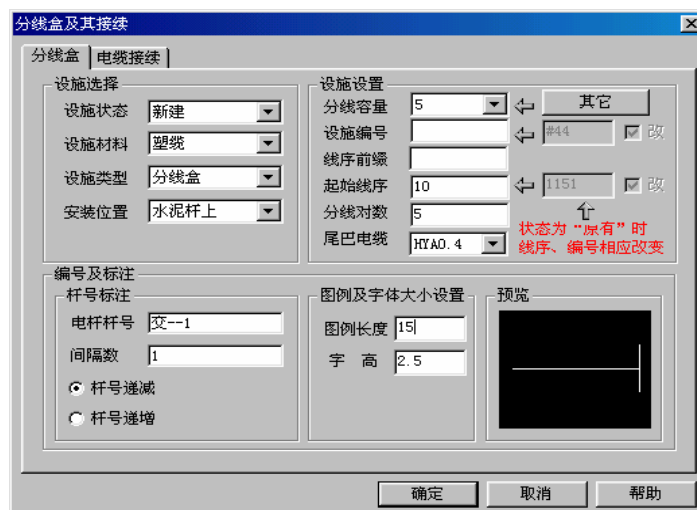 分线盒及其接续
分线盒 电缆接续
设施选择
设施状态 新建
设施材料 塑缆
设施类型 分线盒
安装位置 水泥杆上
设施设置
分线容量 5 其它
设施编号 #44 改
线序前缀
起始线序 10 1151 改
分线对数 5
尾巴电缆 HYA0.4
状态为“原有”时
线序、编号相应改变
编号及标注
杆号标注
电杆杆号 交--1
间隔数 1
杆号递减
杆号递增
图例及字体大小设置
图例长度 15
字 高 2.5
预览
确定 取消 帮助